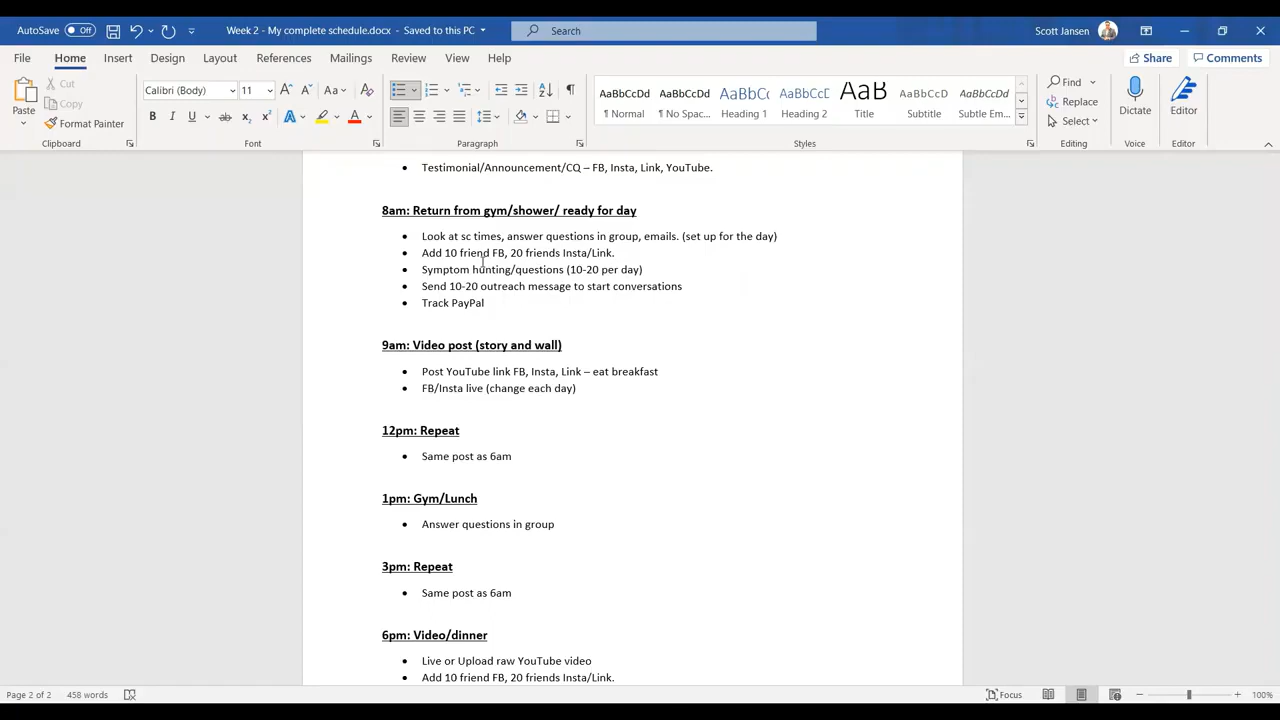 AutoSave Off Week 2 - My complete schedule.docx - Saved to this PC Search Scott Jansen
File Home Insert Draw Design Layout References Mailings Review View Help Share Comments
Cut
Copy
Paste Format Painter
Clipboard
Calibri (Body) 11
Font
Paragraph
AaBbCcDd AaBbCcDd AaBbCc AaBbCcD AaB AaBbCcD AaBbCcDd
¶ Normal ¶ No Spac... Heading 1 Heading 2 Title Subtitle Subtle Em...
Styles
Find
Replace
Select
Editing
Dictate
Voice
Editor
Editor
• Testimonial/Announcement/CQ – FB, Insta, Link, YouTube.
8am: Return from gym/shower/ ready for day
• Look at sc times, answer questions in group, emails. (set up for the day)
• Add 10 friend FB, 20 friends Insta/Link.
• Symptom hunting/questions (10-20 per day)
• Send 10-20 outreach message to start conversations
• Track PayPal
9am: Video post (story and wall)
• Post YouTube link FB, Insta, Link – eat breakfast
• FB/Insta live (change each day)
12pm: Repeat
• Same post as 6am
1pm: Gym/Lunch
• Answer questions in group
3pm: Repeat
• Same post as 6am
6pm: Video/dinner
• Live or Upload raw YouTube video
• Add 10 friend FB, 20 friends Insta/Link.
Page 2 of 2 458 words Focus 100%